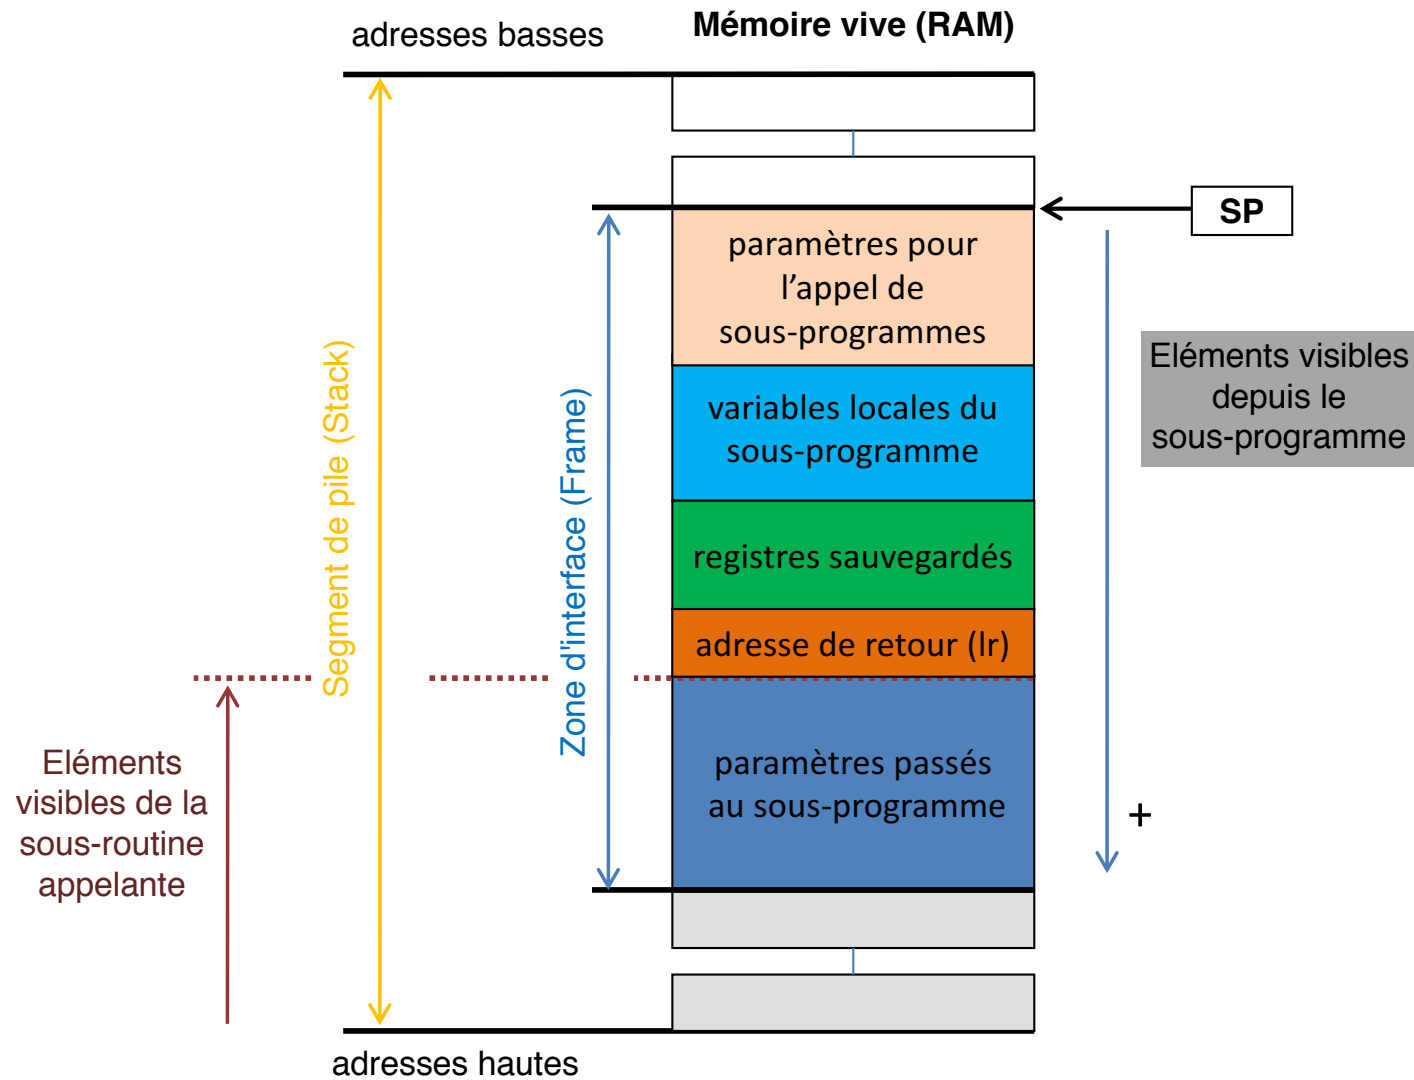 adresses basses
Mémoire vive (RAM)
SP
paramètres pour
l'appel de
sous-programmes
Eléments visibles
depuis le
sous-programme
Segment de pile (Stack)
Zone d'interface (Frame)
variables locales du
sous-programme
registres sauvegardés
adresse de retour (lr)
Eléments
visibles de la
sous-routine
appelante
paramètres passés
au sous-programme
+
adresses hautes